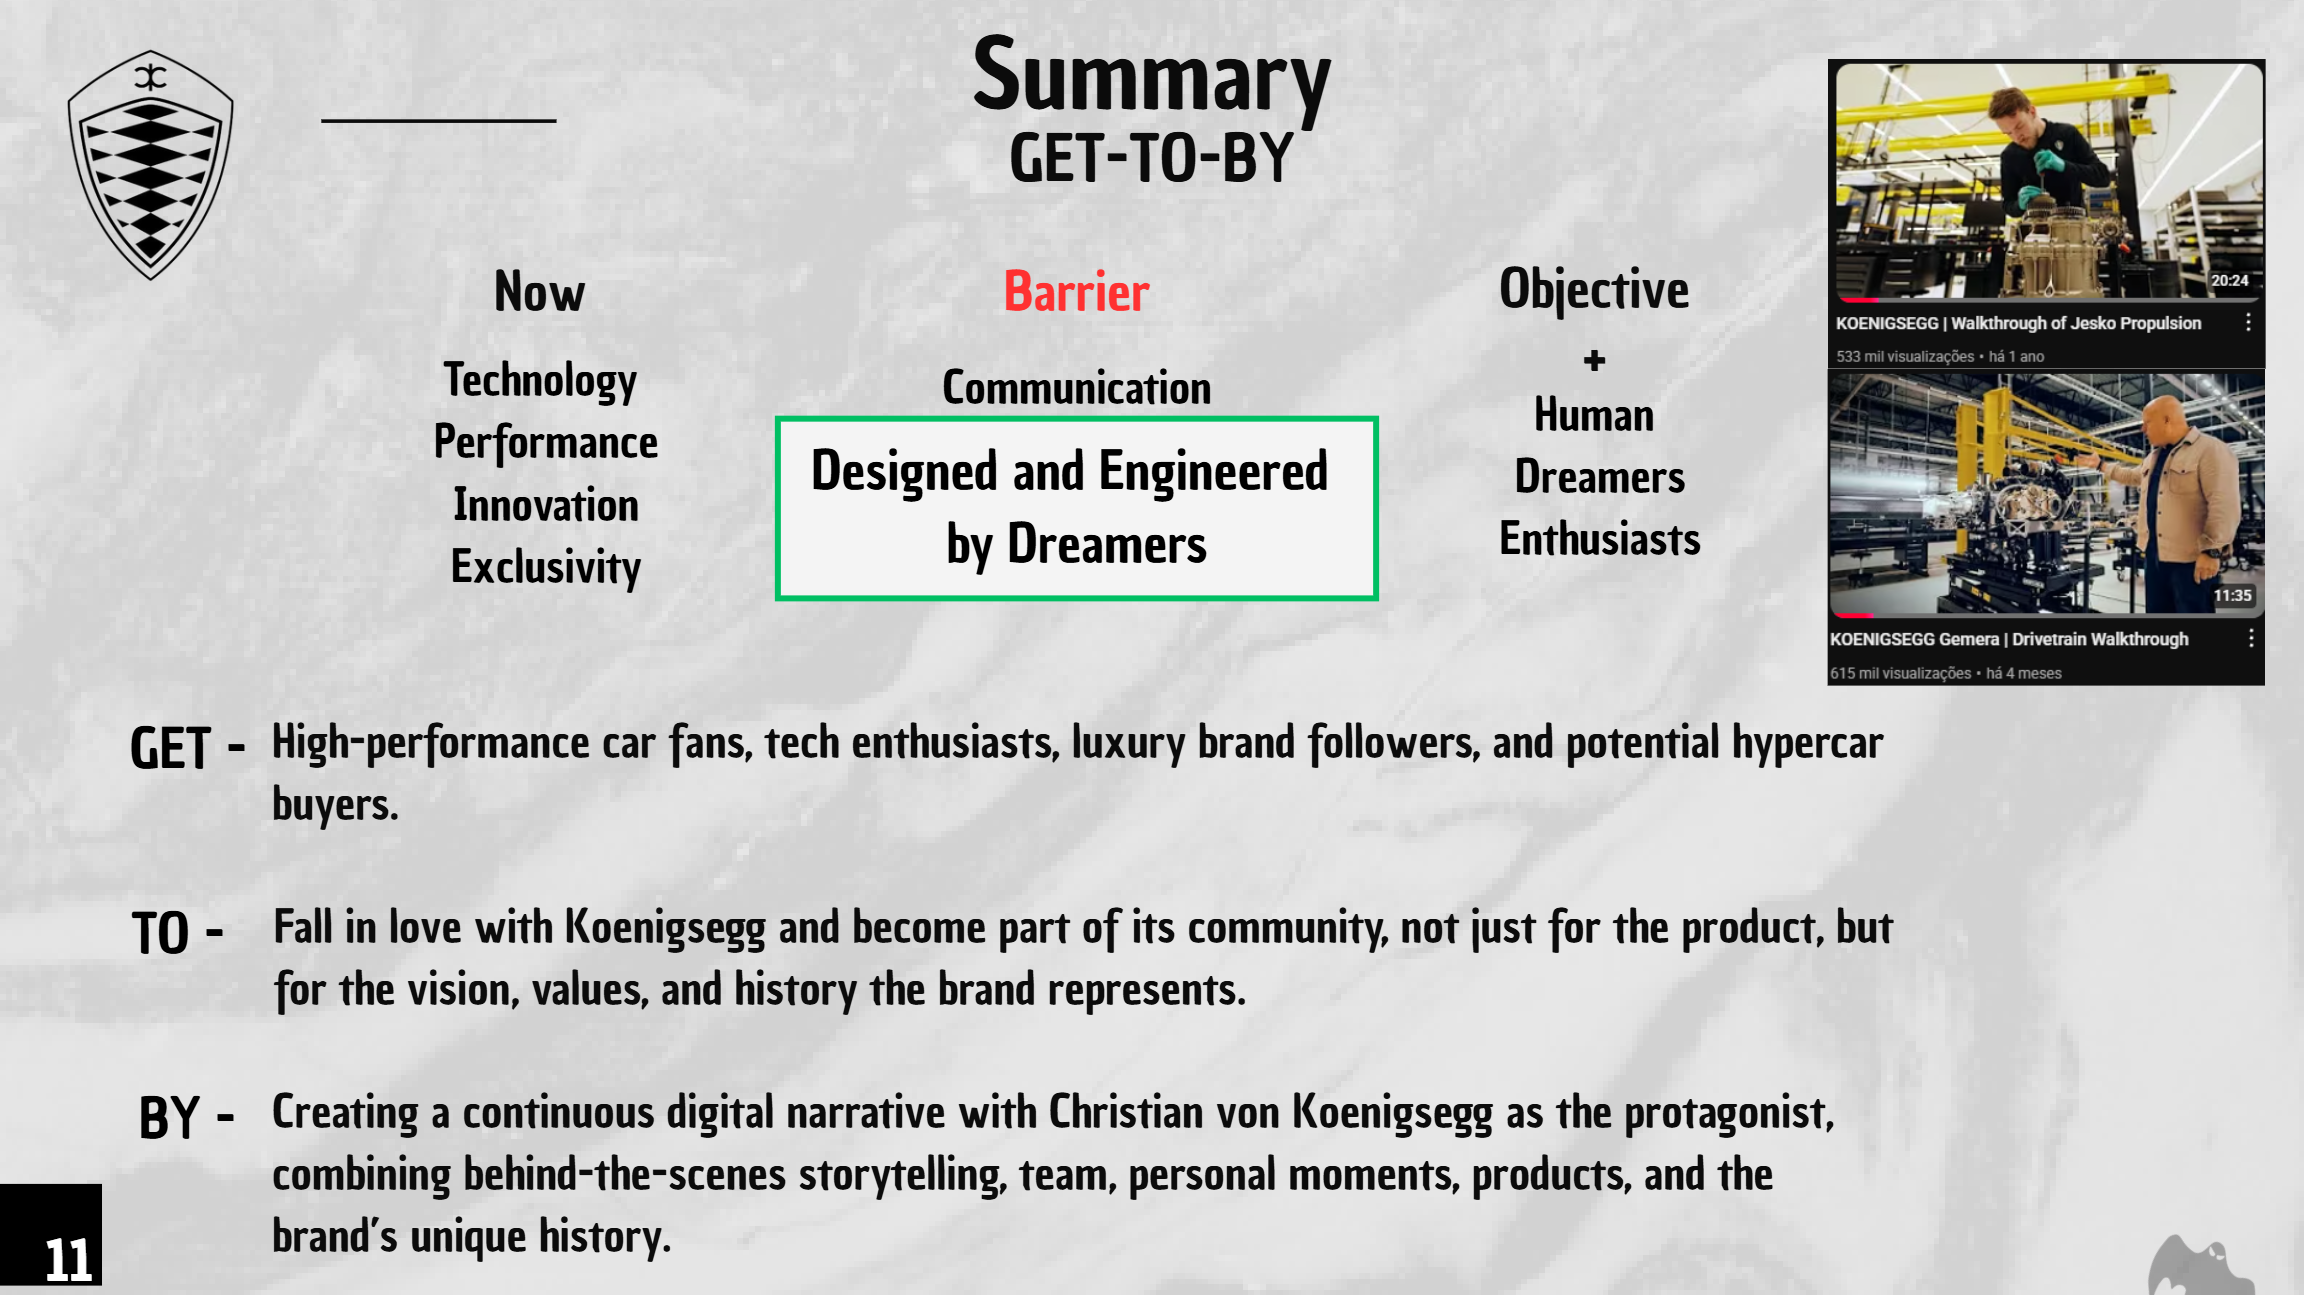 Summary
GET-TO-BY
Now
Technology
Performance
Innovation
Exclusivity
Barrier
Communication
Designed and Engineered
by Dreamers
Objective
+
Human
Dreamers
Enthusiasts
20:24
KOENIGSEGG | Walkthrough of Jesko Propulsion
533 mil visualizações • há 1 ano
11:35
KOENIGSEGG Gemera | Drivetrain Walkthrough
615 mil visualizações • há 4 meses
GET - High-performance car fans, tech enthusiasts, luxury brand followers, and potential hypercar
buyers.
TO - Fall in love with Koenigsegg and become part of its community, not just for the product, but
for the vision, values, and history the brand represents.
BY - Creating a continuous digital narrative with Christian von Koenigsegg as the protagonist,
combining behind-the-scenes storytelling, team, personal moments, products, and the
brand's unique history.
11